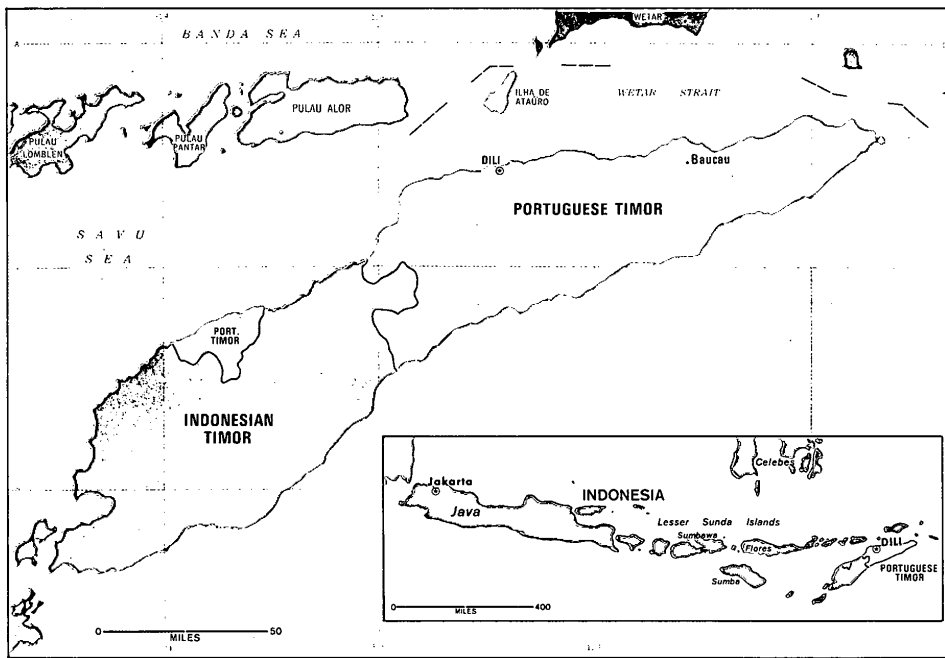 BANDA SEA
WETAR
ILHA DE
ATAÚRO
WETAR STRAIT
PULAU ALOR
PULAU
PANTAR
PULAU
LOMBLEN
DILI
Baucau
PORTUGUESE TIMOR
SAVU
SEA
PORT.
TIMOR
INDONESIAN
TIMOR
0 50
MILES
Celebes
Jakarta
Java
INDONESIA
Lesser Sunda Islands
Sumbawa
Flores
Sumba
DILI
PORTUGUESE
TIMOR
0 400
MILES